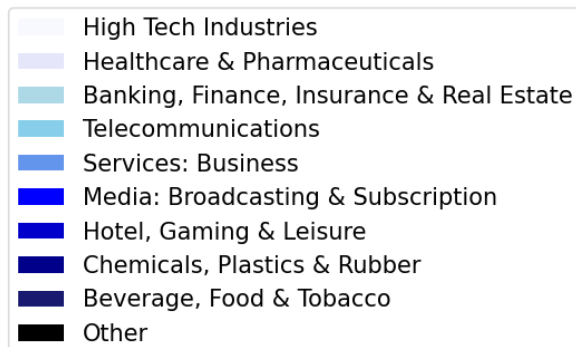 High Tech Industries
Healthcare & Pharmaceuticals
Banking, Finance, Insurance & Real Estate
Telecommunications
Services: Business
Media: Broadcasting & Subscription
Hotel, Gaming & Leisure
Chemicals, Plastics & Rubber
Beverage, Food & Tobacco
Other